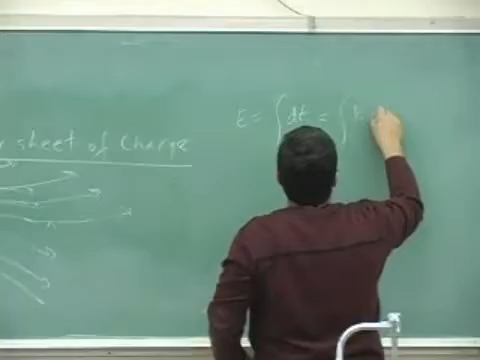 E = ∫ dE = ∫ k
sheet of Charge